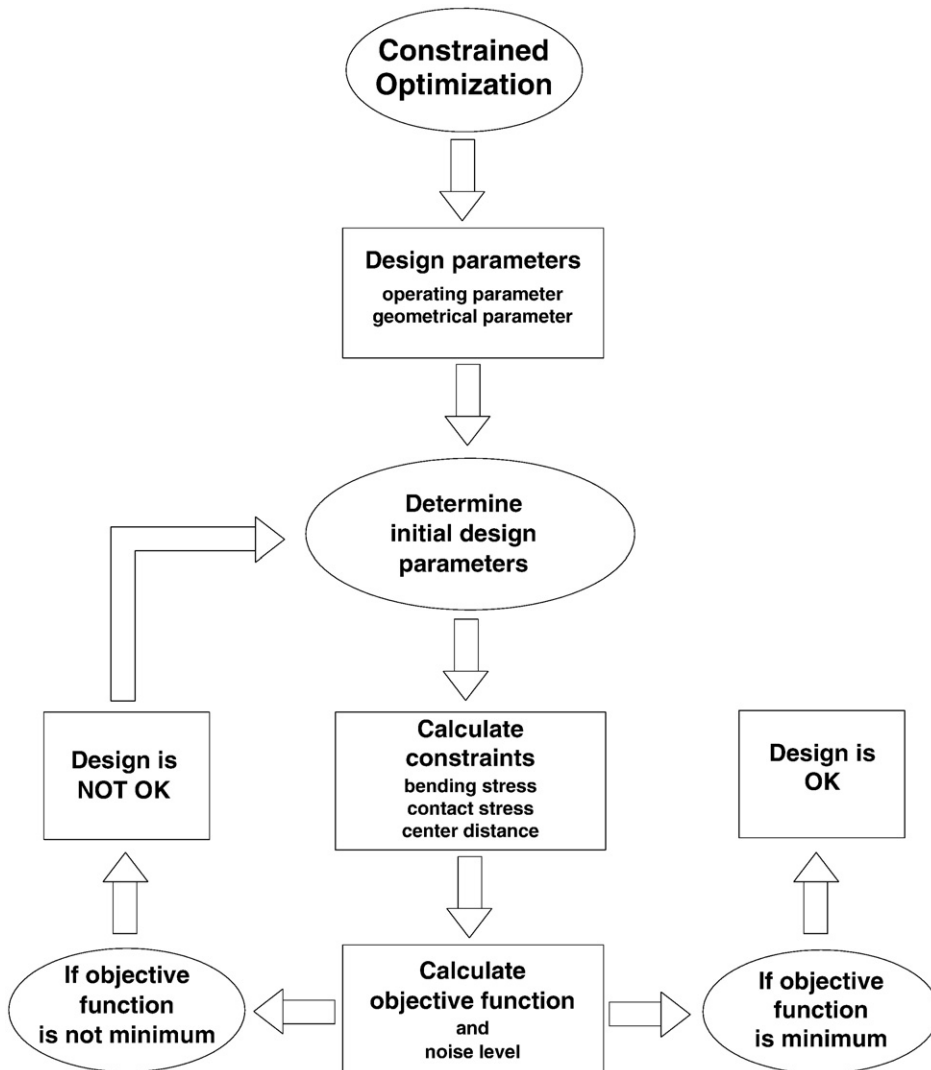 Constrained
Optimization
Design parameters
operating parameter
geometrical parameter
Determine
initial design
parameters
Design is
NOT OK
Calculate
constraints
bending stress
contact stress
center distance
Design is
OK
If objective
function
is not minimum
Calculate
objective function
and
noise level
If objective
function
is minimum